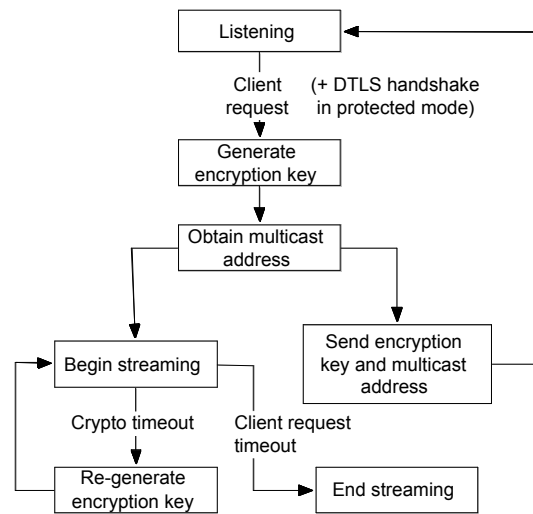 Listening
Client
request
(+ DTLS handshake
in protected mode)
Generate
encryption key
Obtain multicast
address
Begin streaming
Send encryption
key and multicast
address
Crypto timeout
Client request
timeout
Re-generate
encryption key
End streaming